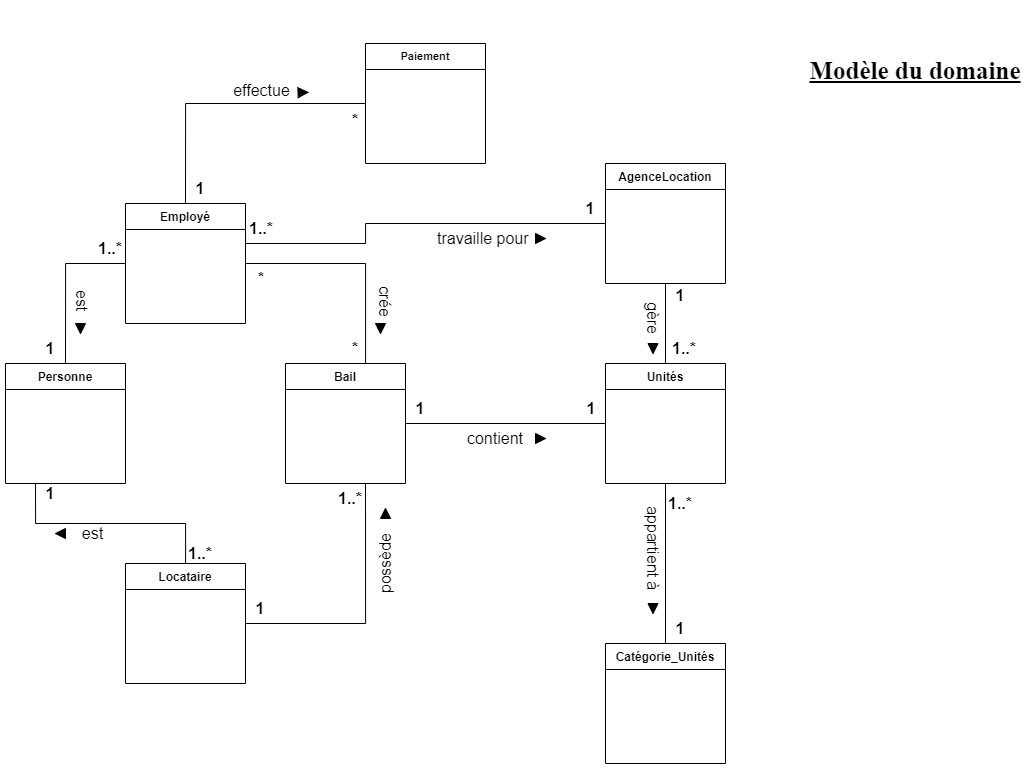 Paiement
Modèle du domaine
effectue ►
*
1
AgenceLocation
Employé
1..*
1
travaille pour ►
1..*
*
est ►
crée ►
1
gère ►
1
*
1..*
Personne
Bail
Unités
1
1
contient ►
1
1..*
1..*
◄ est
possède ►
appartient à ►
1..*
Locataire
1
1
Catégorie_Unités